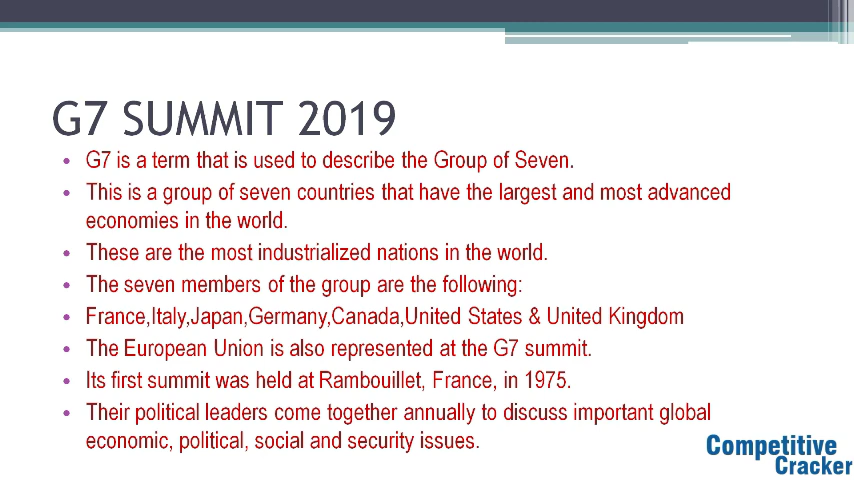 G7 SUMMIT 2019
• G7 is a term that is used to describe the Group of Seven.
• This is a group of seven countries that have the largest and most advanced
economies in the world.
• These are the most industrialized nations in the world.
• The seven members of the group are the following:
• France,Italy,Japan,Germany,Canada,United States & United Kingdom
• The European Union is also represented at the G7 summit.
• Its first summit was held at Rambouillet, France, in 1975.
• Their political leaders come together annually to discuss important global
economic, political, social and security issues.
Competitive
Cracker